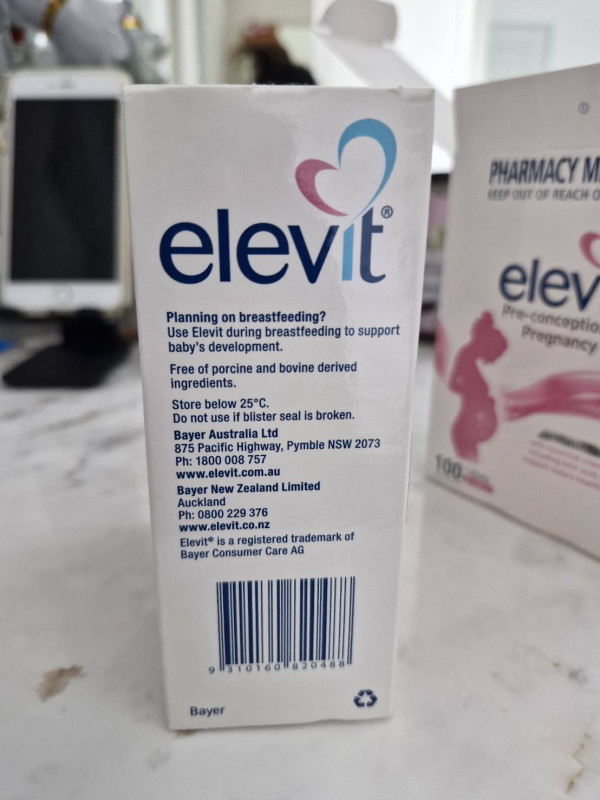 elevit®
Planning on breastfeeding?
Use Elevit during breastfeeding to support
baby's development.
Free of porcine and bovine derived
ingredients.
Store below 25°C.
Do not use if blister seal is broken.
Bayer Australia Ltd
875 Pacific Highway, Pymble NSW 2073
Ph: 1800 008 757
www.elevit.com.au
Bayer New Zealand Limited
Auckland
Ph: 0800 229 376
www.elevit.co.nz
Elevit® is a registered trademark of
Bayer Consumer Care AG
9 310160 820488
Bayer
PHARMACY M
KEEP OUT OF REACH O
elev
Pre-conceptio
Pregnancy
100